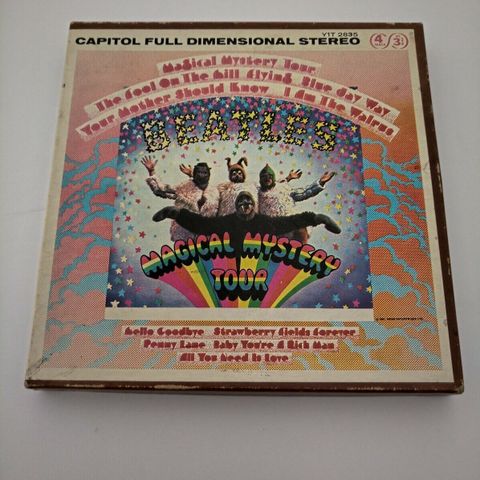 CAPITOL FULL DIMENSIONAL STEREO
Y1T 2835
4
3¾
Magical Mystery Tour
The Fool On The Hill Flying Blue Jay Way
Your Mother Should Know I Am The Walrus
BEATLES
MAGICAL MYSTERY
TOUR
Hello Goodbye Strawberry Fields Forever
Penny Lane Baby You're A Rich Man
All You Need Is Love